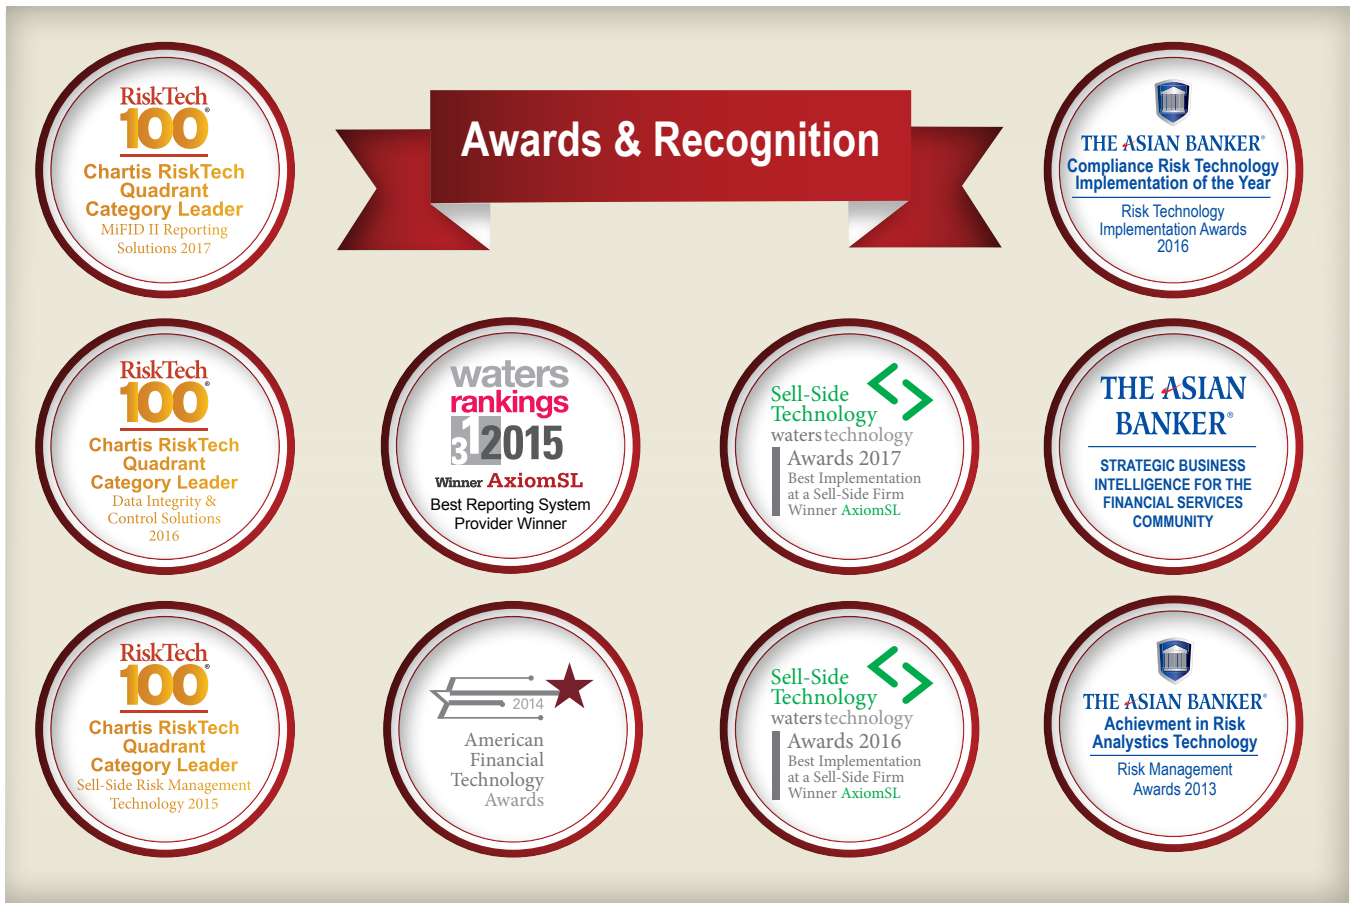 Awards & Recognition
RiskTech
100®
Chartis RiskTech
Quadrant
Category Leader
MiFID II Reporting
Solutions 2017
THE ASIAN BANKER®
Compliance Risk Technology
Implementation of the Year
Risk Technology
Implementation Awards
2016
RiskTech
100®
Chartis RiskTech
Quadrant
Category Leader
Data Integrity &
Control Solutions
2016
waters
rankings
312015
Winner AxiomSL
Best Reporting System
Provider Winner
Sell-Side
Technology
waterstechnology
Awards 2017
Best Implementation
at a Sell-Side Firm
Winner AxiomSL
THE ASIAN
BANKER®
STRATEGIC BUSINESS
INTELLIGENCE FOR THE
FINANCIAL SERVICES
COMMUNITY
RiskTech
100®
Chartis RiskTech
Quadrant
Category Leader
Sell-Side Risk Management
Technology 2015
2014
American
Financial
Technology
Awards
Sell-Side
Technology
waterstechnology
Awards 2016
Best Implementation
at a Sell-Side Firm
Winner AxiomSL
THE ASIAN BANKER®
Achievment in Risk
Analystics Technology
Risk Management
Awards 2013